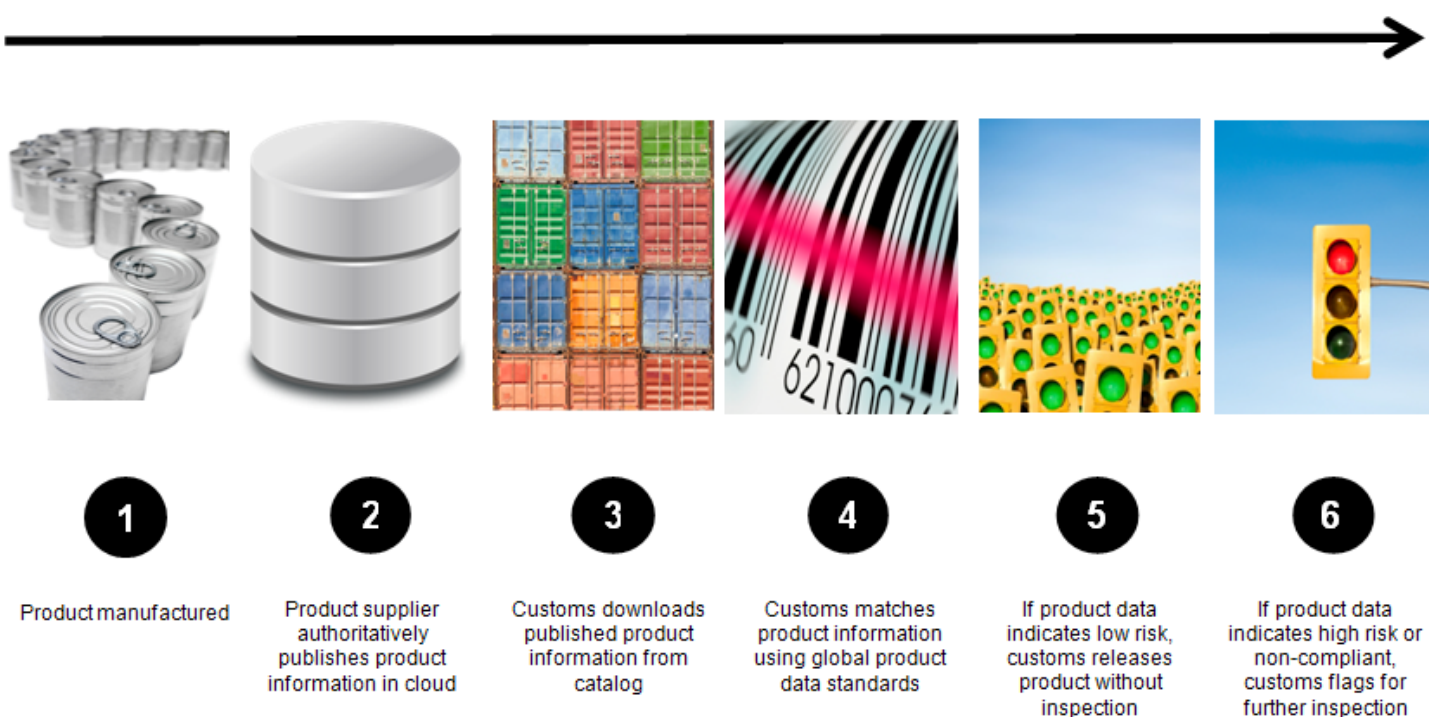 60
621000
1
2
3
4
5
6
Product manufactured
Product supplier
authoritatively
publishes product
information in cloud
Customs downloads
published product
information from
catalog
Customs matches
product information
using global product
data standards
If product data
indicates low risk,
customs releases
product without
inspection
If product data
indicates high risk or
non-compliant,
customs flags for
further inspection